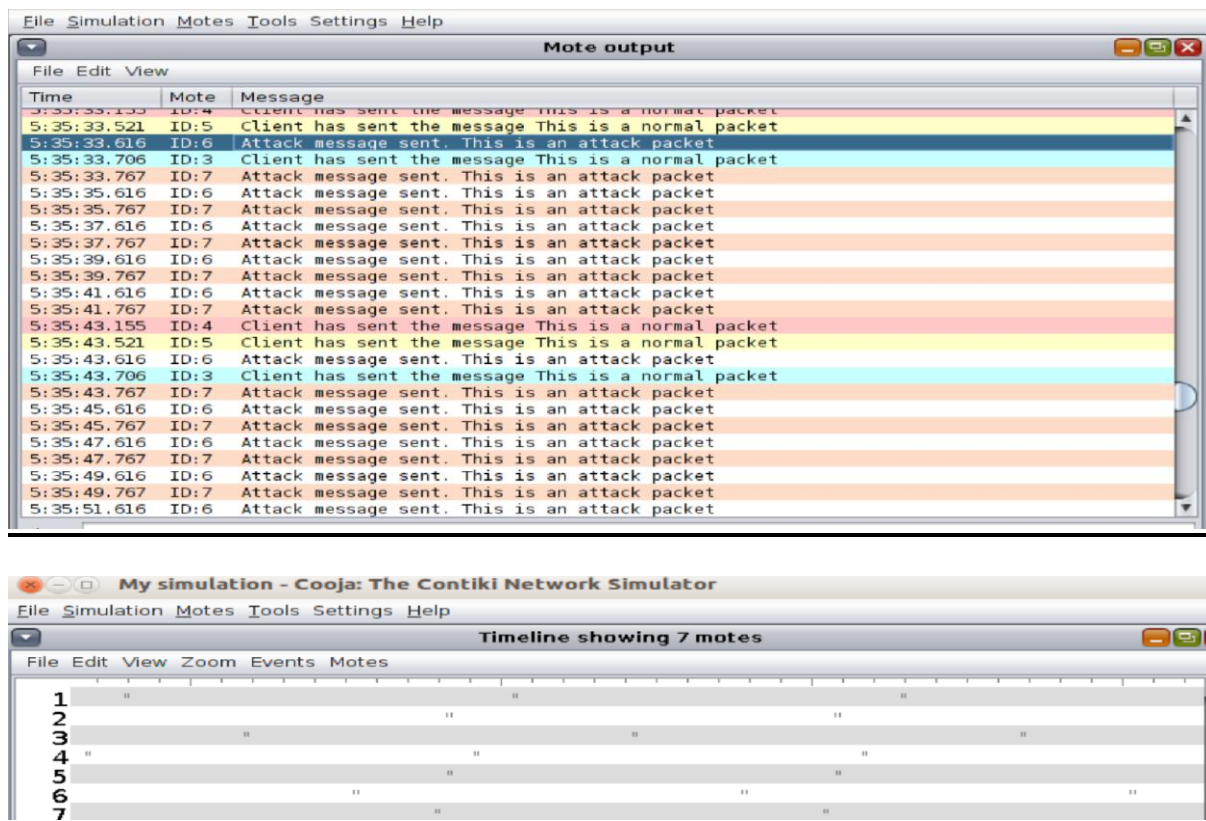 File Simulation Motes Tools Settings Help
Mote output
File Edit View
Time Mote Message
5:35:33.155 ID:4 Client has sent the message This is a normal packet
5:35:33.521 ID:5 Client has sent the message This is a normal packet
5:35:33.616 ID:6 Attack message sent. This is an attack packet
5:35:33.706 ID:3 Client has sent the message This is a normal packet
5:35:33.767 ID:7 Attack message sent. This is an attack packet
5:35:35.616 ID:6 Attack message sent. This is an attack packet
5:35:35.767 ID:7 Attack message sent. This is an attack packet
5:35:37.616 ID:6 Attack message sent. This is an attack packet
5:35:37.767 ID:7 Attack message sent. This is an attack packet
5:35:39.616 ID:6 Attack message sent. This is an attack packet
5:35:39.767 ID:7 Attack message sent. This is an attack packet
5:35:41.616 ID:6 Attack message sent. This is an attack packet
5:35:41.767 ID:7 Attack message sent. This is an attack packet
5:35:43.155 ID:4 Client has sent the message This is a normal packet
5:35:43.521 ID:5 Client has sent the message This is a normal packet
5:35:43.616 ID:6 Attack message sent. This is an attack packet
5:35:43.706 ID:3 Client has sent the message This is a normal packet
5:35:43.767 ID:7 Attack message sent. This is an attack packet
5:35:45.616 ID:6 Attack message sent. This is an attack packet
5:35:45.767 ID:7 Attack message sent. This is an attack packet
5:35:47.616 ID:6 Attack message sent. This is an attack packet
5:35:47.767 ID:7 Attack message sent. This is an attack packet
5:35:49.616 ID:6 Attack message sent. This is an attack packet
5:35:49.767 ID:7 Attack message sent. This is an attack packet
5:35:51.616 ID:6 Attack message sent. This is an attack packet
My simulation - Cooja: The Contiki Network Simulator
File Simulation Motes Tools Settings Help
Timeline showing 7 motes
File Edit View Zoom Events Motes
1
2
3
4
5
6
7